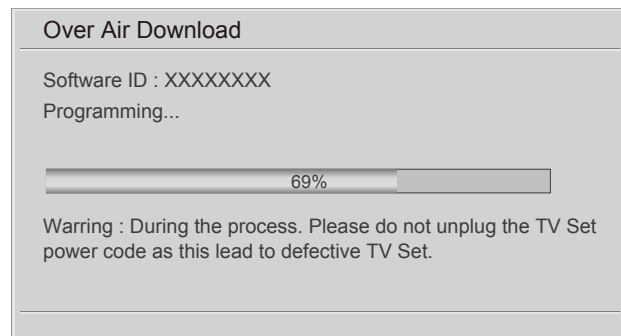 Over Air Download
Software ID : XXXXXXXX
Programming...
69%
Warring : During the process. Please do not unplug the TV Set
power code as this lead to defective TV Set.